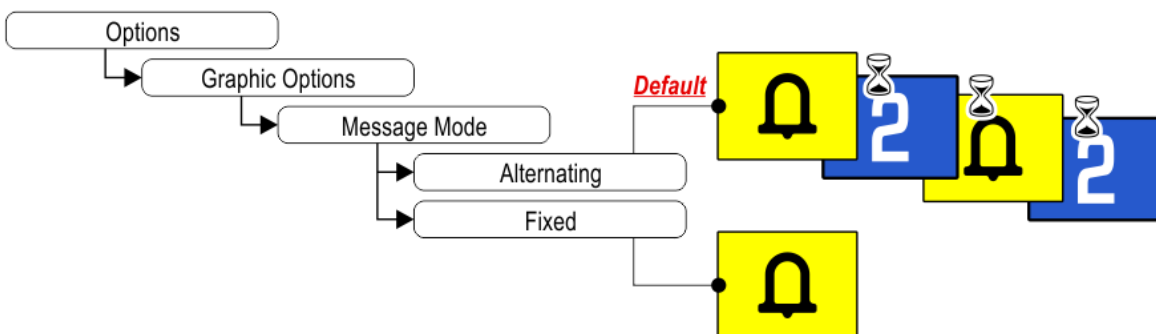 Options
Graphic Options
Default
Message Mode
2
2
Alternating
Fixed